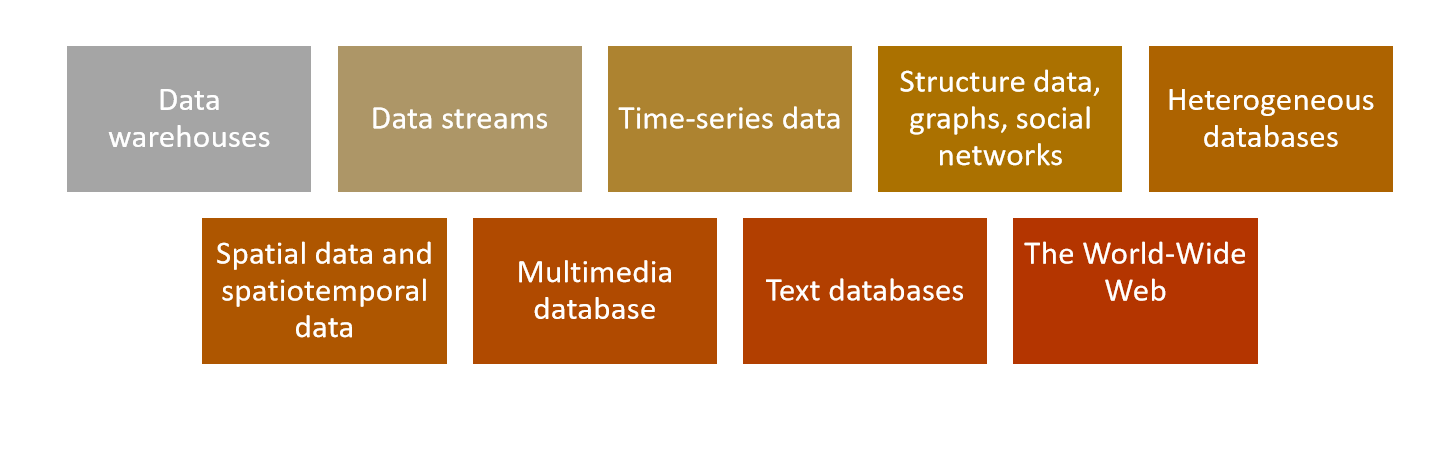 Data
warehouses
Data streams
Time-series data
Structure data,
graphs, social
networks
Heterogeneous
databases
Spatial data and
spatiotemporal
data
Multimedia
database
Text databases
The World-Wide
Web